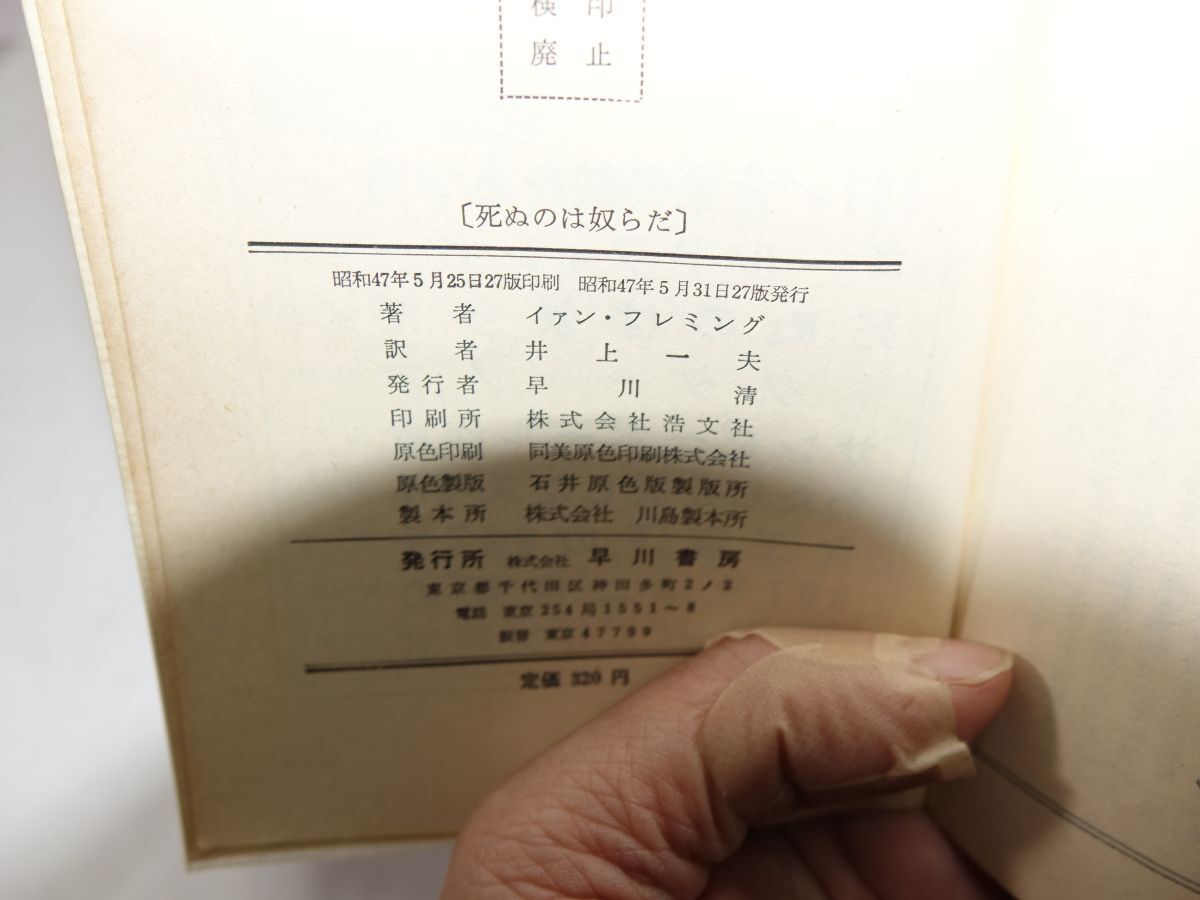 検印
廃止
〔死ぬのは奴らだ〕
昭和47年5月25日27版印刷 昭和47年5月31日27版発行
著者 イァン・フレミング
訳者 井上一夫
発行者 早川清
印刷所 株式会社浩文社
原色印刷 同美原色印刷株式会社
原色製版 石井原色版製版所
製本所 株式会社 川島製本所
発行所 株式会社 早川書房
東京都千代田区神田多町2ノ2
電話 東京254局1551〜8
振替 東京47799
定価 320円